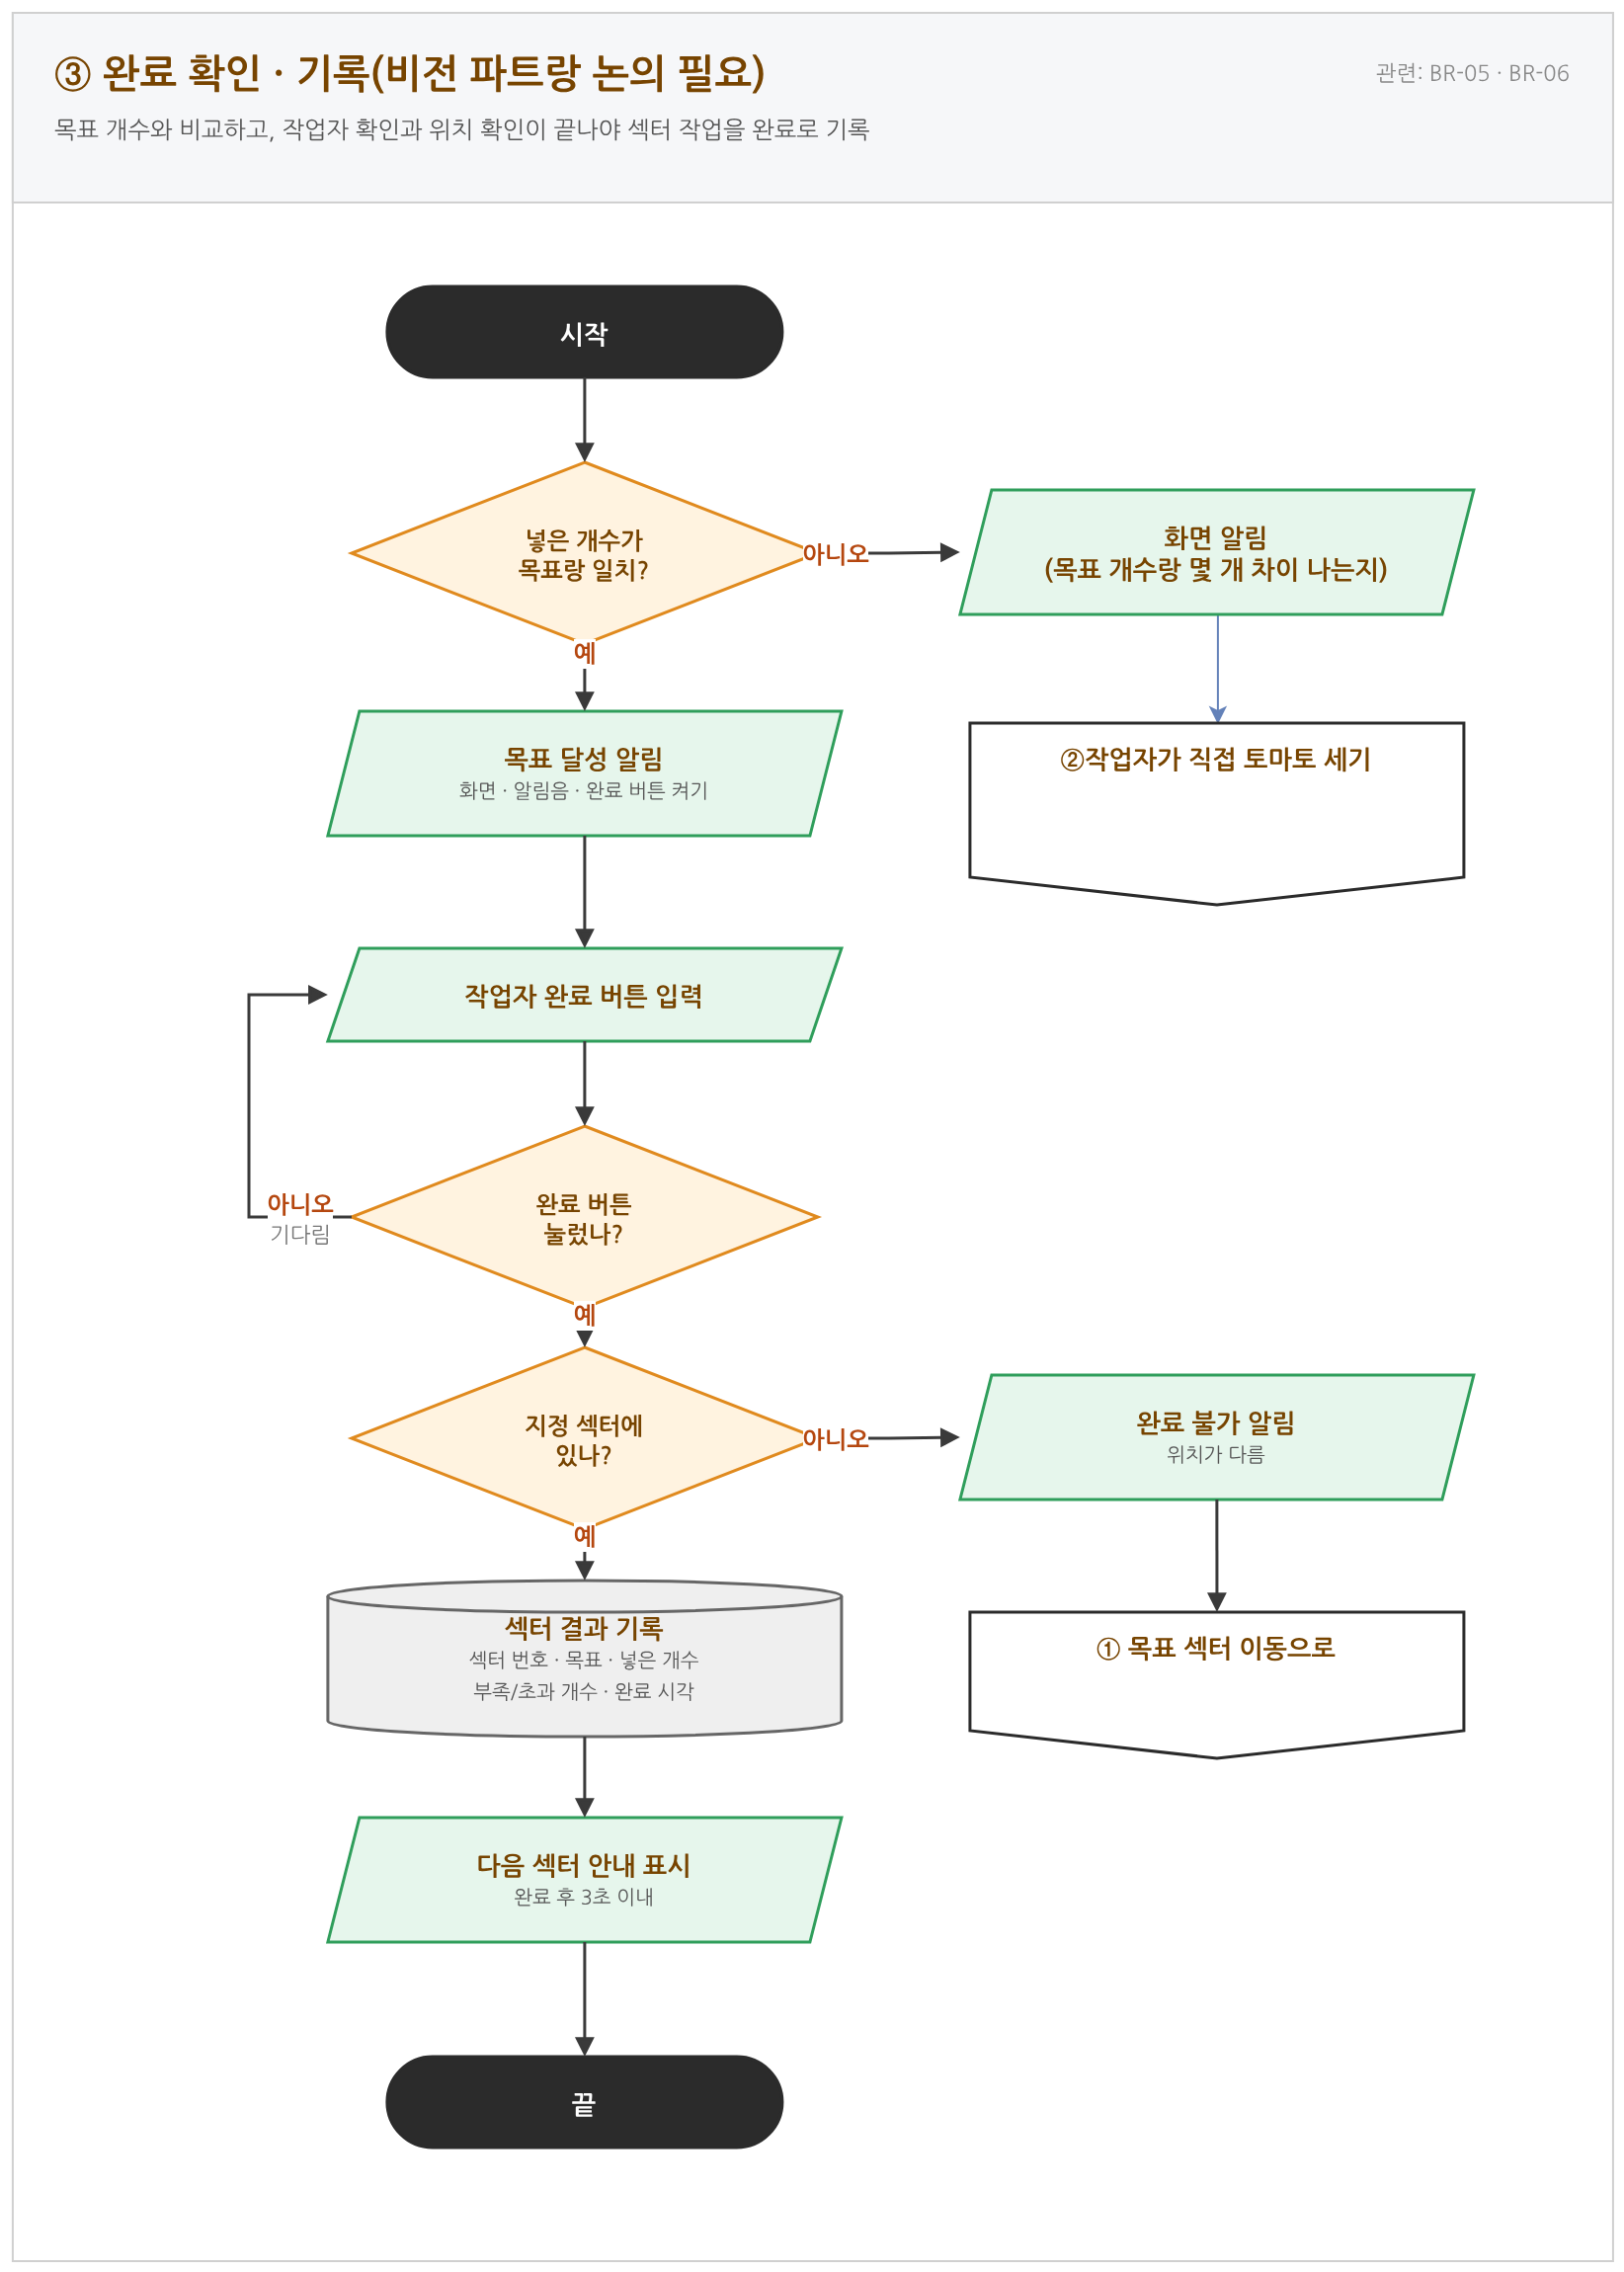 ③ 완료 확인 · 기록(비전 파트랑 논의 필요)
관련: BR-05 · BR-06
목표 개수와 비교하고, 작업자 확인과 위치 확인이 끝나야 섹터 작업을 완료로 기록
시작
넣은 개수가
목표랑 일치?
아니오
화면 알림
(목표 개수랑 몇 개 차이 나는지)
예
목표 달성 알림
화면 · 알림음 · 완료 버튼 켜기
②작업자가 직접 토마토 세기
작업자 완료 버튼 입력
완료 버튼
눌렀나?
아니오
기다림
예
지정 섹터에
있나?
아니오
완료 불가 알림
위치가 다름
예
섹터 결과 기록
섹터 번호 · 목표 · 넣은 개수
부족/초과 개수 · 완료 시각
① 목표 섹터 이동으로
다음 섹터 안내 표시
완료 후 3초 이내
끝